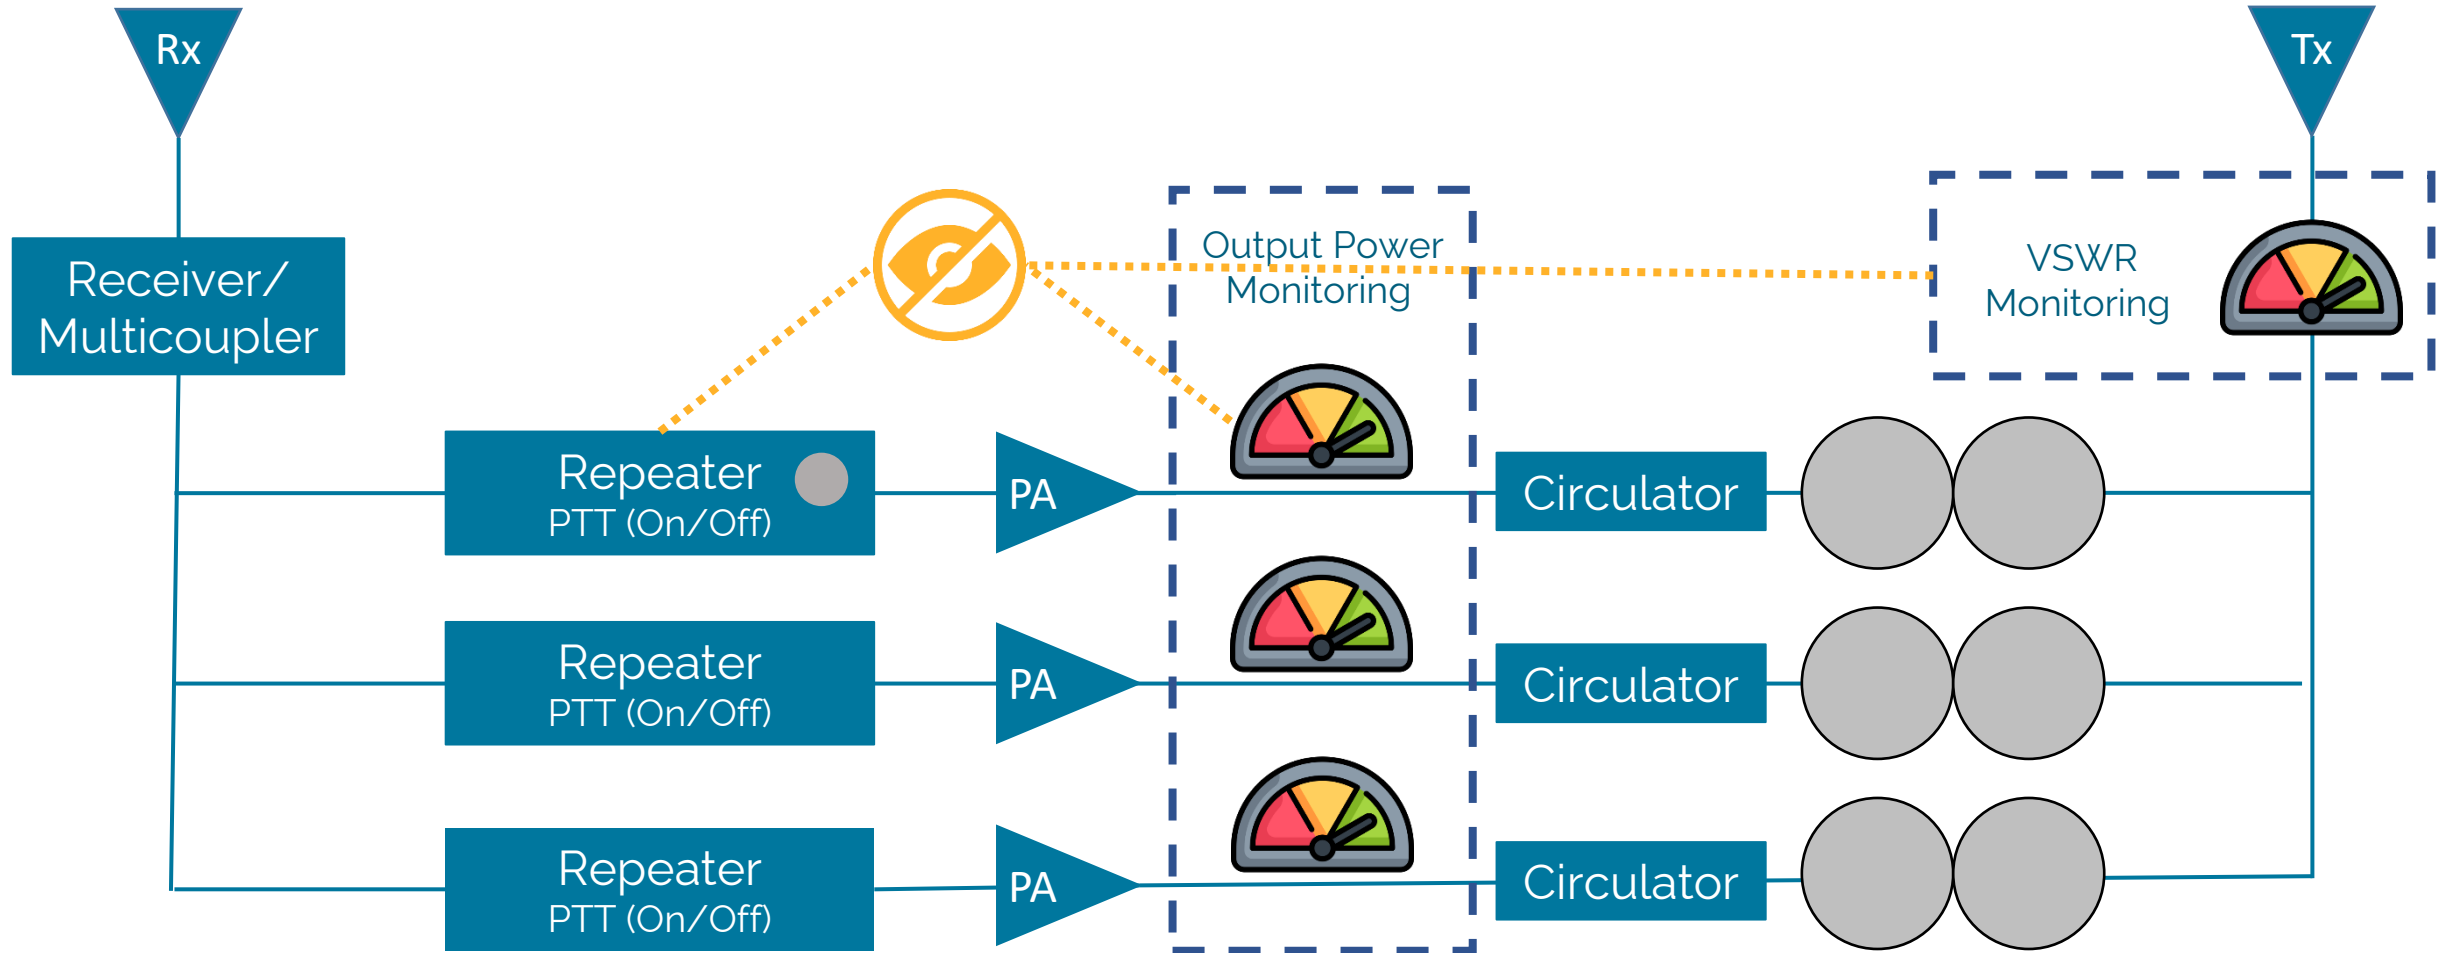 Rx
Tx
Receiver/
Multicoupler
Output Power
Monitoring
VSWR
Monitoring
Repeater
PTT (On/Off)
PA
Circulator
Repeater
PTT (On/Off)
PA
Circulator
Repeater
PTT (On/Off)
PA
Circulator